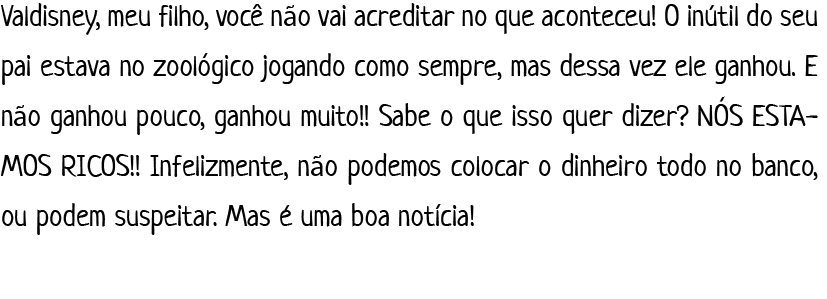 Valdisney, meu filho, você não vai acreditar no que aconteceu! O inútil do seu
pai estava no zoológico jogando como sempre, mas dessa vez ele ganhou. E
não ganhou pouco, ganhou muito!! Sabe o que isso quer dizer? NÓS ESTA-
MOS RICOS!! Infelizmente, não podemos colocar o dinheiro todo no banco,
ou podem suspeitar. Mas é uma boa notícia!